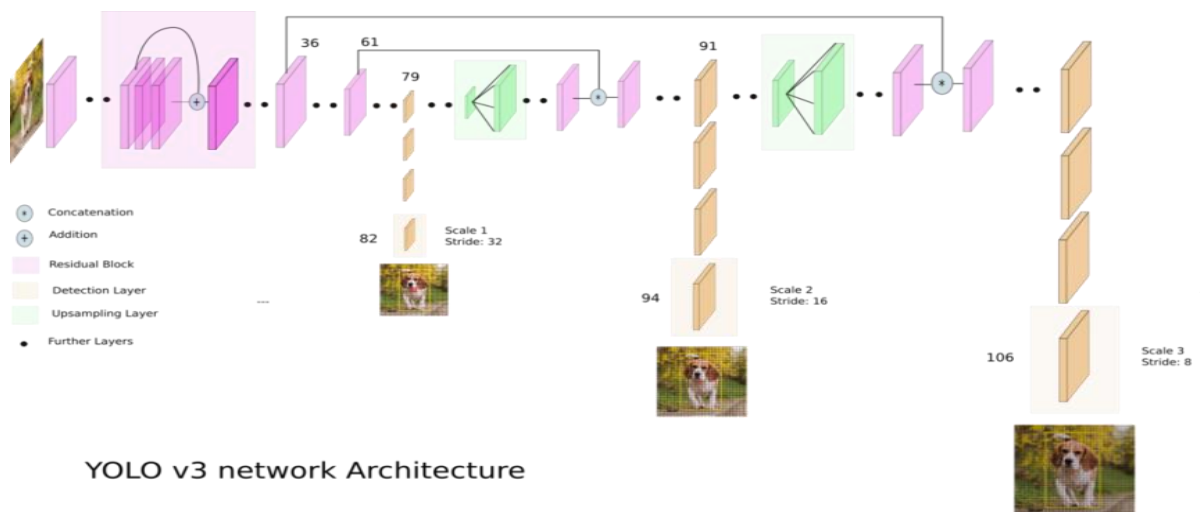 36
61
79
91
*
*
+
* Concatenation
+ Addition
Residual Block
Detection Layer
Upsampling Layer
Further Layers
...
82
Scale 1
Stride: 32
94
Scale 2
Stride: 16
106
Scale 3
Stride: 8
YOLO v3 network Architecture